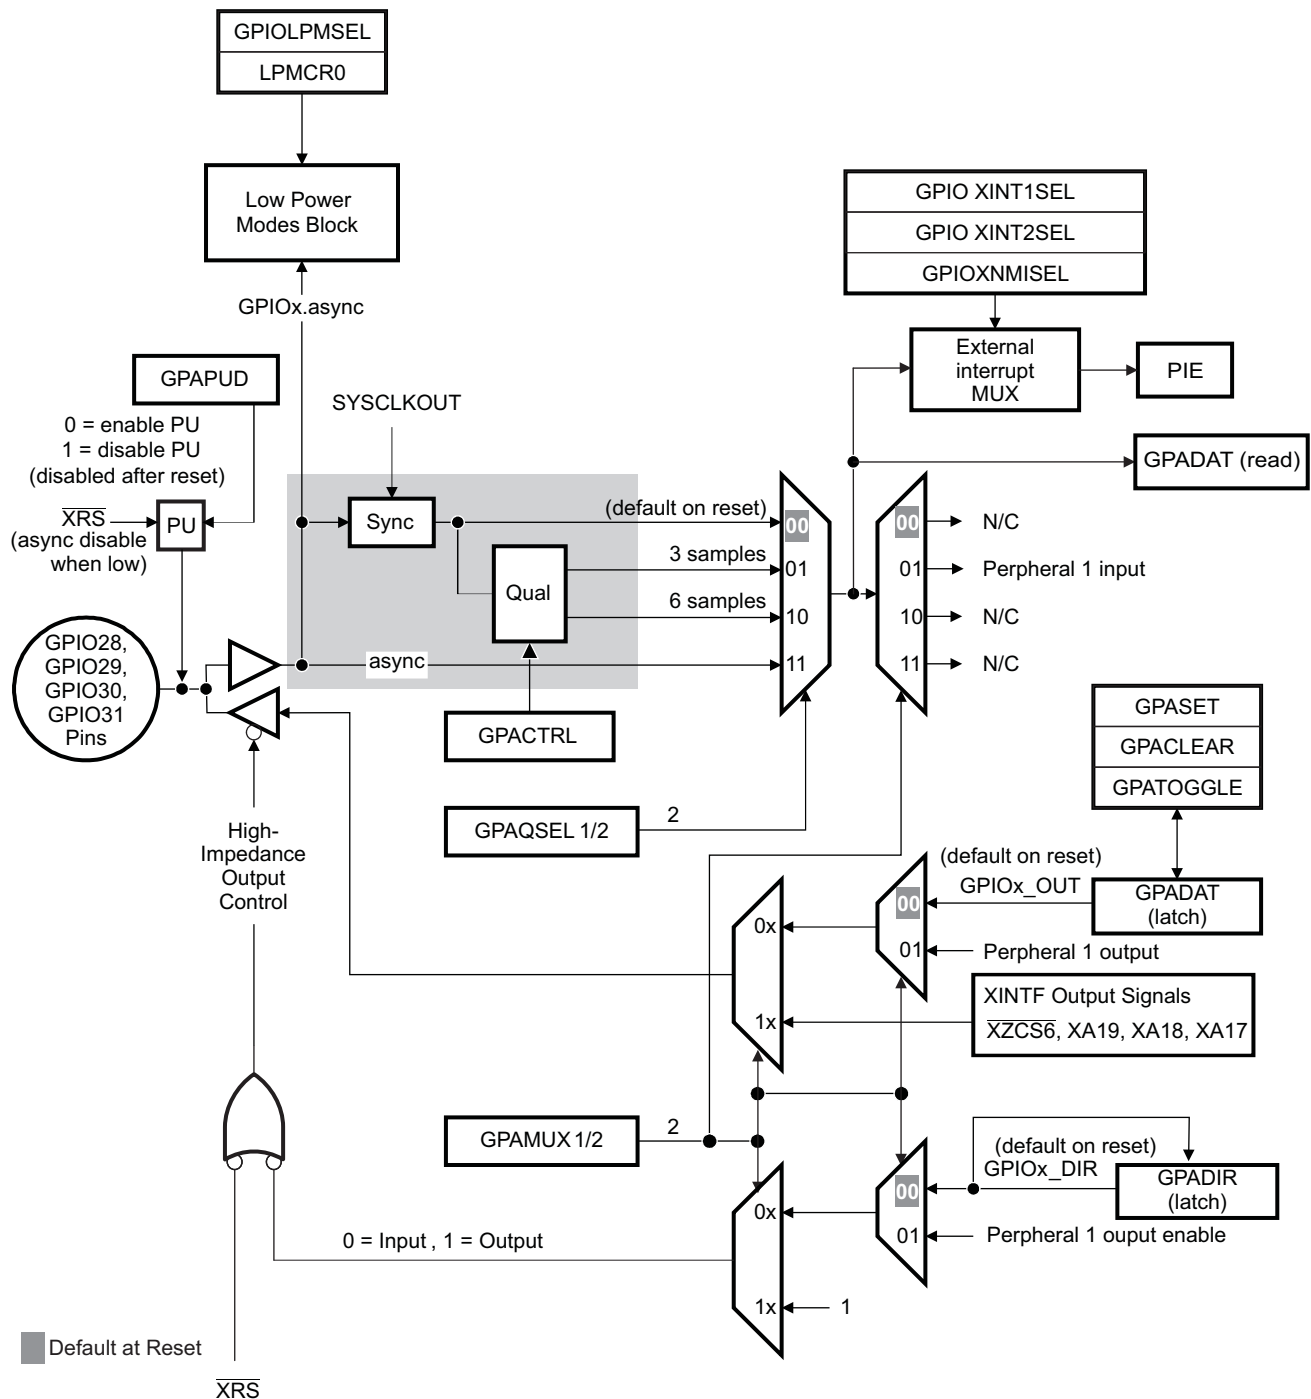 GPIOLPMSEL
LPMCR0
Low Power
Modes Block
GPIOx.async
GPIO XINT1SEL
GPIO XINT2SEL
GPIOXNMISEL
External
interrupt
MUX
PIE
GPAPUD
0 = enable PU
1 = disable PU
(disabled after reset)
SYSCLKOUT
GPADAT (read)
XRS
(async disable
when low)
PU
Sync
(default on reset)
00
00
N/C
3 samples
01
01
Perpheral 1 input
Qual
6 samples
10
10
N/C
async
11
11
N/C
GPIO28,
GPIO29,
GPIO30,
GPIO31
Pins
GPACTRL
GPASET
GPACLEAR
GPATOGGLE
GPAQSEL 1/2
2
High-
Impedance
Output
Control
(default on reset)
GPIOx_OUT
00
GPADAT
(latch)
0x
01
Perpheral 1 output
XINTF Output Signals
1x
XZCS6, XA19, XA18, XA17
GPAMUX 1/2
2
(default on reset)
GPIOx_DIR
GPADIR
(latch)
00
0x
01
Perpheral 1 ouput enable
0 = Input , 1 = Output
1x
1
Default at Reset
XRS